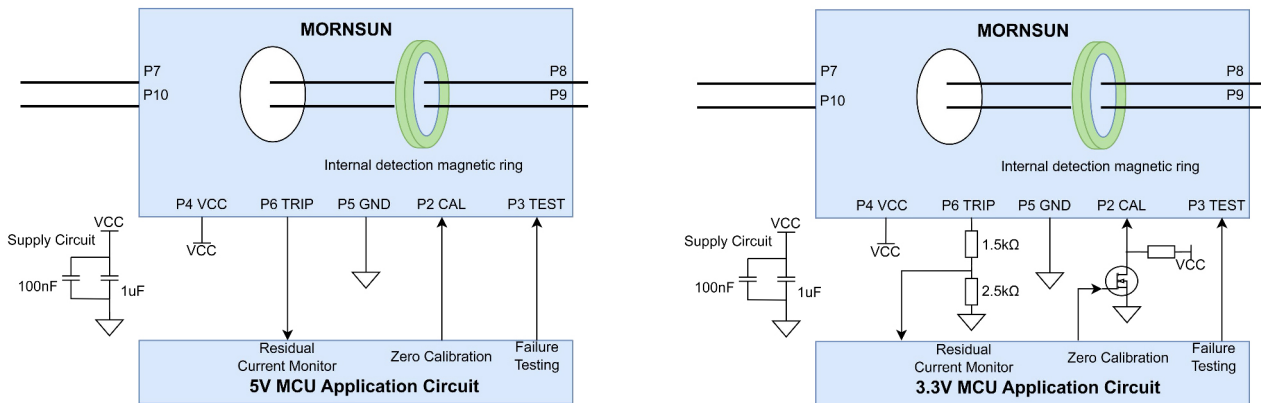 MORNSUN
P7
P8
P10
P9
Internal detection magnetic ring
P4 VCC
P6 TRIP
P5 GND
P2 CAL
P3 TEST
VCC
Supply Circuit
VCC
100nF
1uF
Residual
Current Monitor
Zero Calibration
Failure
Testing
5V MCU Application Circuit
MORNSUN
P7
P8
P10
P9
Internal detection magnetic ring
P4 VCC
P6 TRIP
P5 GND
P2 CAL
P3 TEST
VCC
Supply Circuit
VCC
1.5kΩ
VCC
100nF
1uF
2.5kΩ
Residual
Current Monitor
Zero Calibration
Failure
Testing
3.3V MCU Application Circuit